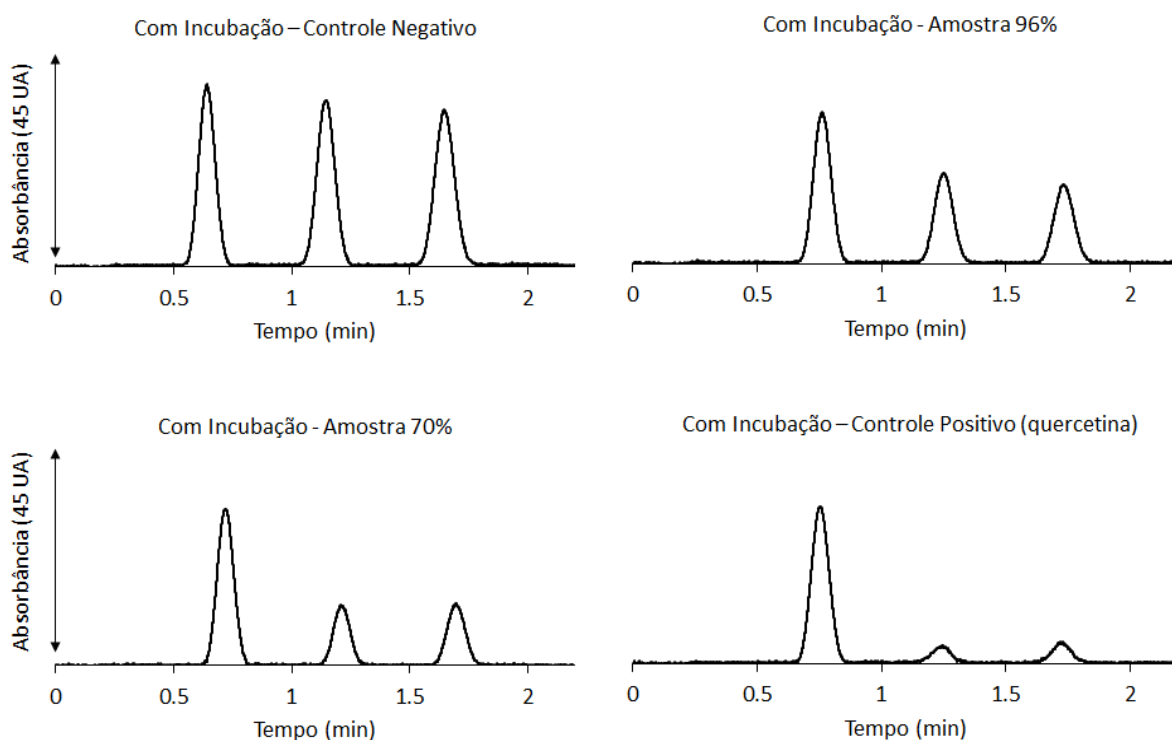 Com Incubação – Controle Negativo
Absorbância (45 UA)
0 0.5 1 1.5 2
Tempo (min)
Com Incubação - Amostra 96%
0 0.5 1 1.5 2
Tempo (min)
Com Incubação - Amostra 70%
Absorbância (45 UA)
0 0.5 1 1.5 2
Tempo (min)
Com Incubação – Controle Positivo (quercetina)
0 0.5 1 1.5 2
Tempo (min)